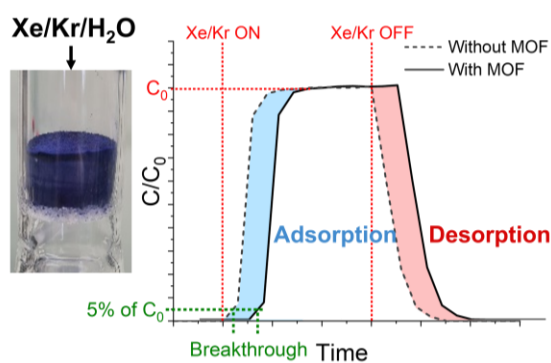 Xe/Kr/H₂O
Xe/Kr ON
Xe/Kr OFF
Without MOF
With MOF
C₀
C/C₀
Adsorption
Desorption
5% of C₀
Breakthrough
Time